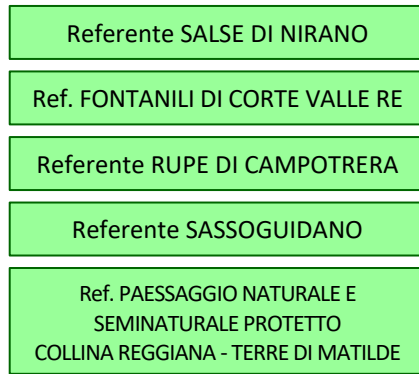 Referente SALSE DI NIRANO
Ref. FONTANILI DI CORTE VALLE RE
Referente RUPE DI CAMPOTRERA
Referente SASSOGUIDANO
Ref. PAESSAGGIO NATURALE E
SEMINATURALE PROTETTO
COLLINA REGGIANA - TERRE DI MATILDE